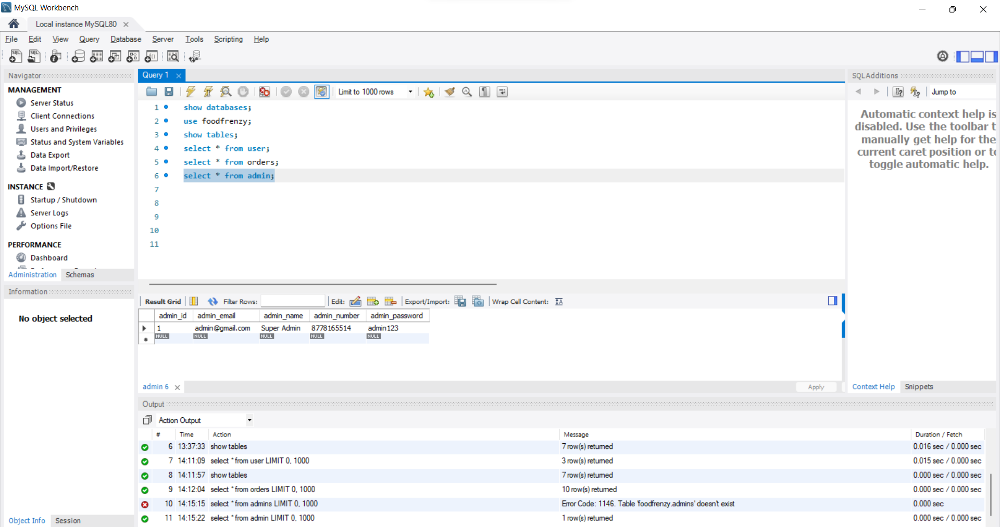 MySQL Workbench
Local instance MySQL80
File Edit View Query Database Server Tools Scripting Help
Navigator
MANAGEMENT
Server Status
Client Connections
Users and Privileges
Status and System Variables
Data Export
Data Import/Restore
INSTANCE
Startup / Shutdown
Server Logs
Options File
PERFORMANCE
Dashboard
Administration Schemas
Information
No object selected
Object Info Session
Query 1
Limit to 1000 rows
1 show databases;
2 use foodfrenzy;
3 show tables;
4 select * from user;
5 select * from orders;
6 select * from admin;
7
8
9
10
11
Result Grid Filter Rows: Edit: Export/Import: Wrap Cell Content:
admin_id admin_email admin_name admin_number admin_password
1 admin@gmail.com Super Admin 8778165514 admin123
NULL NULL NULL NULL NULL
admin 6 Apply
SQLAdditions
Jump to
Automatic context help is
disabled. Use the toolbar
manually get help for the
current caret position or
toggle automatic help.
Context Help Snippets
Output
Action Output
# Time Action Message Duration / Fetch
6 13:37:33 show tables 7 row(s) returned 0.016 sec / 0.000 sec
7 14:11:09 select * from user LIMIT 0, 1000 3 row(s) returned 0.015 sec / 0.000 sec
8 14:11:57 show tables 7 row(s) returned 0.000 sec / 0.000 sec
9 14:12:04 select * from orders LIMIT 0, 1000 10 row(s) returned 0.000 sec / 0.000 sec
10 14:15:15 select * from admins LIMIT 0, 1000 Error Code: 1146. Table 'foodfrenzy.admins' doesn't exist 0.000 sec
11 14:15:22 select * from admin LIMIT 0, 1000 1 row(s) returned 0.000 sec / 0.000 sec